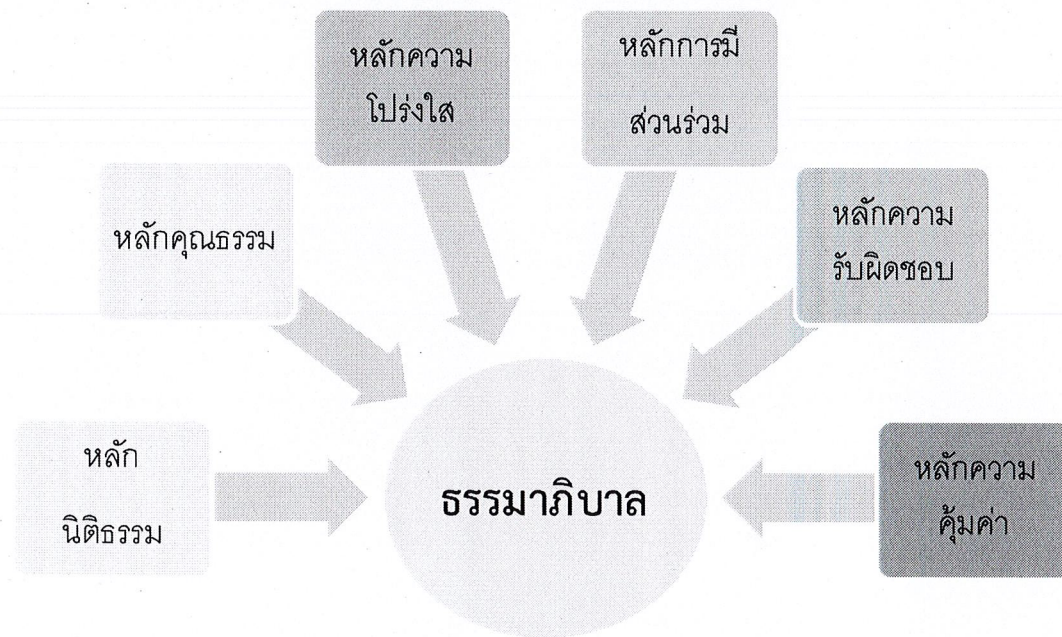 หลักความ
โปร่งใส
หลักการมี
ส่วนร่วม
หลักคุณธรรม
หลักความ
รับผิดชอบ
หลัก
นิติธรรม
ธรรมาภิบาล
หลักความ
คุ้มค่า